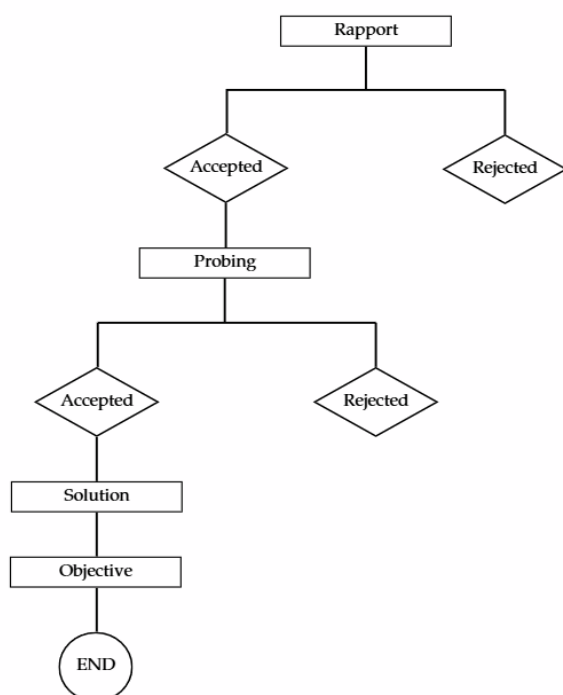 Rapport
Accepted
Rejected
Probing
Accepted
Rejected
Solution
Objective
END